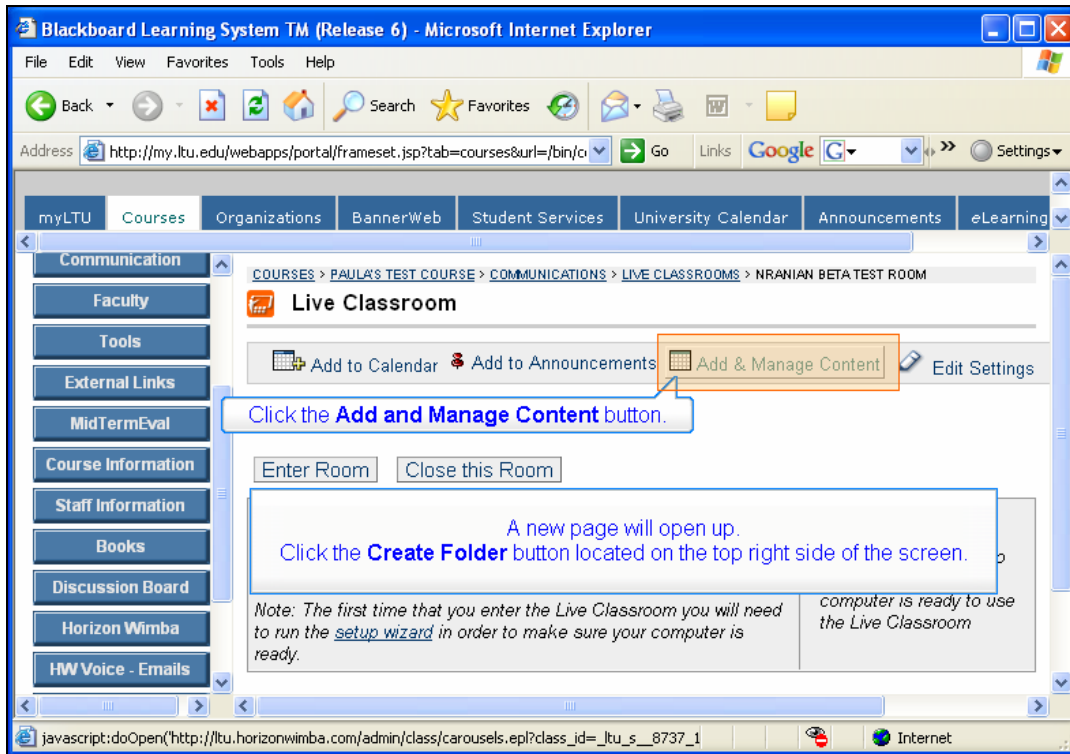 Blackboard Learning System TM (Release 6) - Microsoft Internet Explorer
File Edit View Favorites Tools Help
Back Search Favorites
Address http://my.ltu.edu/webapps/portal/frameset.jsp?tab=courses&url=/bin/c Go Links Google G Settings
myLTU Courses Organizations BannerWeb Student Services University Calendar Announcements eLearning
Communication
Faculty
Tools
External Links
MidTermEval
Course Information
Staff Information
Books
Discussion Board
Horizon Wimba
HW Voice - Emails
COURSES > PAULA'S TEST COURSE > COMMUNICATIONS > LIVE CLASSROOMS > NRANIAN BETA TEST ROOM
Live Classroom
Add to Calendar Add to Announcements Add & Manage Content Edit Settings
Click the Add and Manage Content button.
Enter Room Close this Room
A new page will open up.
Click the Create Folder button located on the top right side of the screen.
Note: The first time that you enter the Live Classroom you will need
to run the setup wizard in order to make sure your computer is
ready.
computer is ready to use
the Live Classroom
javascript:doOpen('http://ltu.horizonwimba.com/admin/class/carousels.epl?class_id=_ltu_s__8737_1 Internet